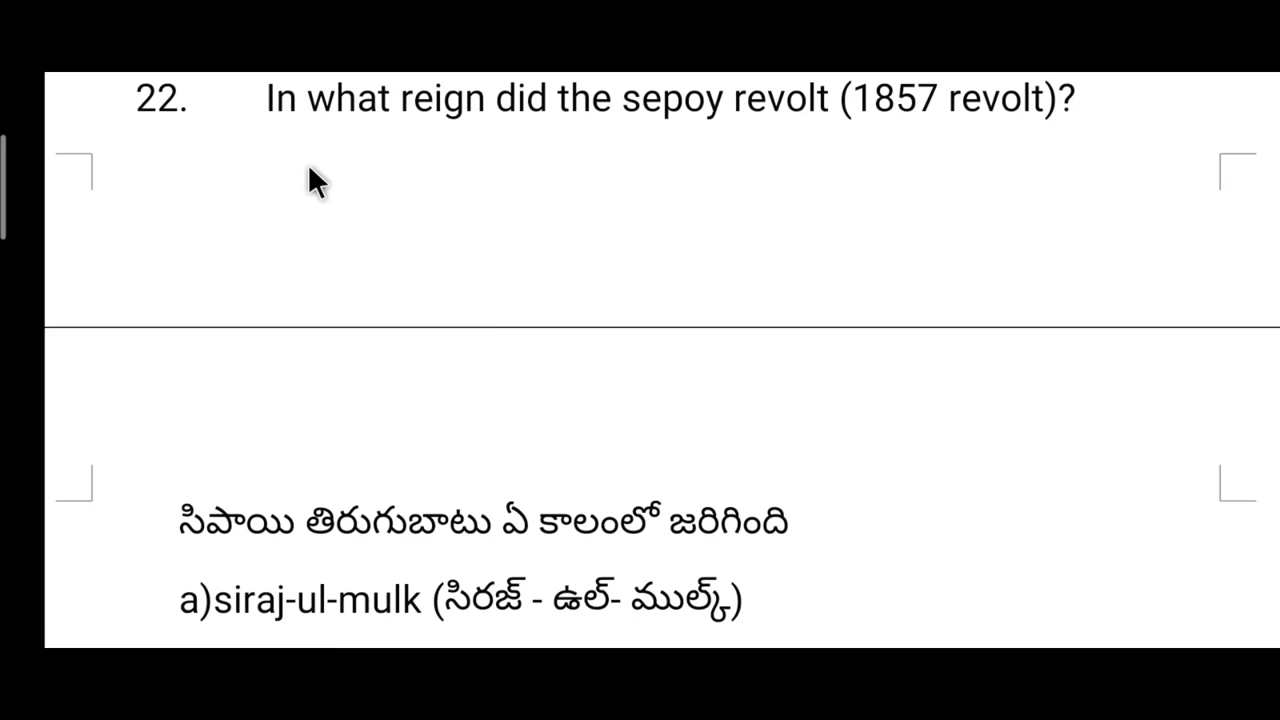 22. In what reign did the sepoy revolt (1857 revolt)?
సిపాయి తిరుగుబాటు ఏ కాలంలో జరిగింది
a)siraj-ul-mulk (సిరజ్ - ఉల్- ముల్క్)